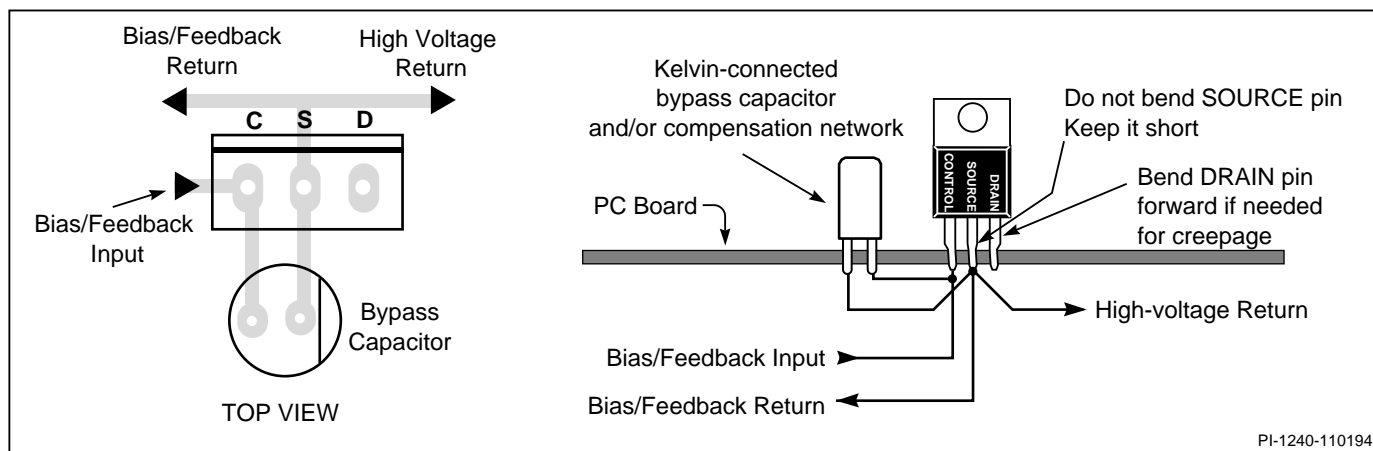 Bias/Feedback
Return
High Voltage
Return
C S D
Bias/Feedback
Input
Bypass
Capacitor
TOP VIEW
Kelvin-connected
bypass capacitor
and/or compensation network
Do not bend SOURCE pin
Keep it short
CONTROL
SOURCE
DRAIN
PC Board
Bend DRAIN pin
forward if needed
for creepage
High-voltage Return
Bias/Feedback Input
Bias/Feedback Return
PI-1240-110194